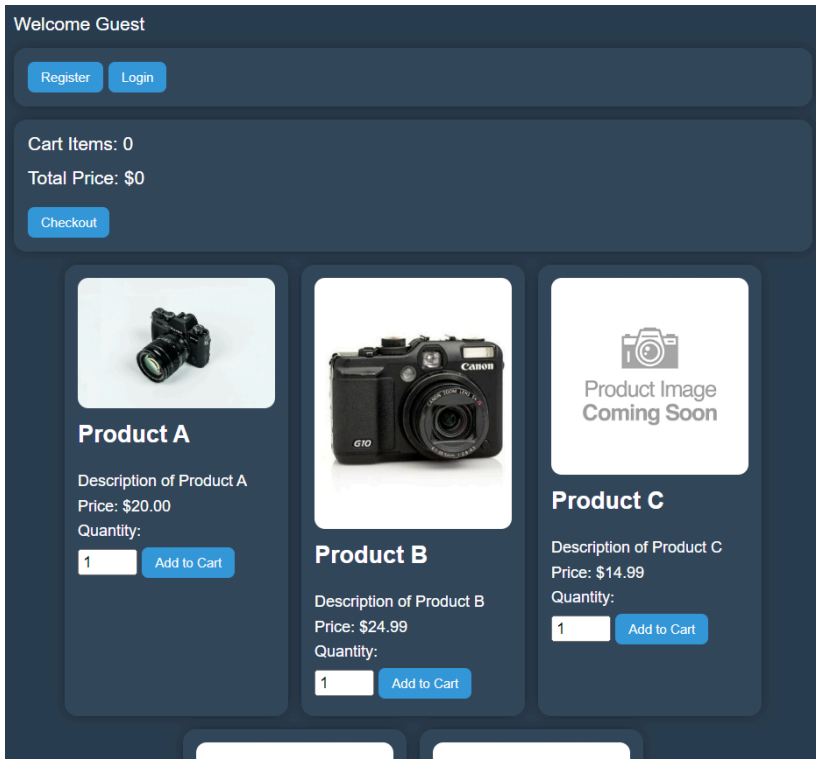 Welcome Guest
Register Login
Cart Items: 0
Total Price: $0
Checkout
Canon
G10
Product Image
Coming Soon
Product A
Description of Product A
Price: $20.00
Quantity:
1 Add to Cart
Product B
Description of Product B
Price: $24.99
Quantity:
1 Add to Cart
Product C
Description of Product C
Price: $14.99
Quantity:
1 Add to Cart